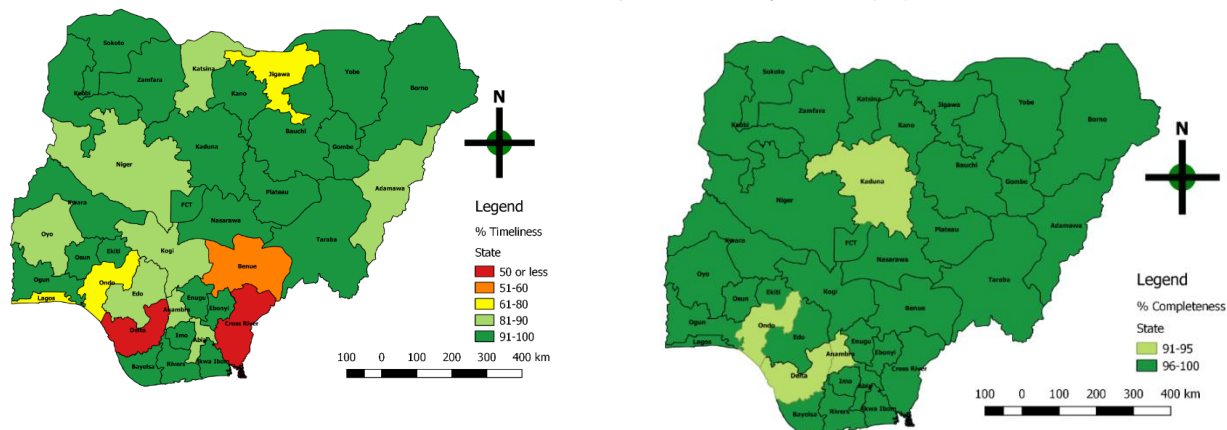 Sokoto
Katsina
Jigawa
Zamfara
Yobe
Kebbi
Kano
Borno
Bauchi
Kaduna
Gombe
Niger
Adamawa
Plateau
FCT
Kwara
Nasarawa
Taraba
Oyo
Kogi
Osun
Ekiti
Benue
Ogun
Ondo
Edo
Enugu
Lagos
Anambra
Ebonyi
Delta
Cross River
Imo
Abia
Bayelsa
Rivers
Akwa Ibom
N
Legend
% Timeliness
State
50 or less
51-60
61-80
81-90
91-100
100 0 100 200 300 400 km
Sokoto
Katsina
Jigawa
Yobe
Zamfara
Kano
Borno
Kebbi
Bauchi
Kaduna
Gombe
Niger
Adamawa
Plateau
Kwara
FCT
Nasarawa
Oyo
Taraba
Osun
Ekiti
Kogi
Benue
Ogun
Ondo
Edo
Enugu
Lagos
Anambra
Ebonyi
Delta
Cross River
Imo
Abia
Bayelsa
Rivers
Akwa Ibom
N
Legend
% Completeness
State
91-95
96-100
100 0 100 200 300 400 km